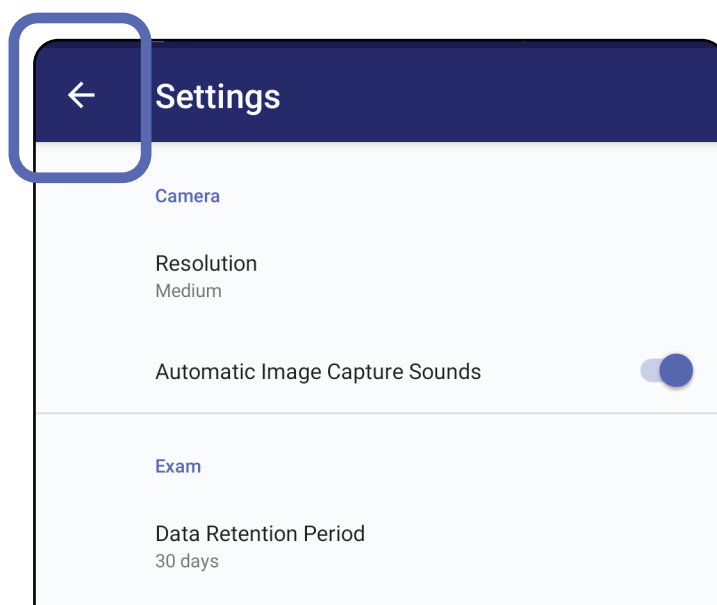 Settings
Camera
Resolution
Medium
Automatic Image Capture Sounds
Exam
Data Retention Period
30 days